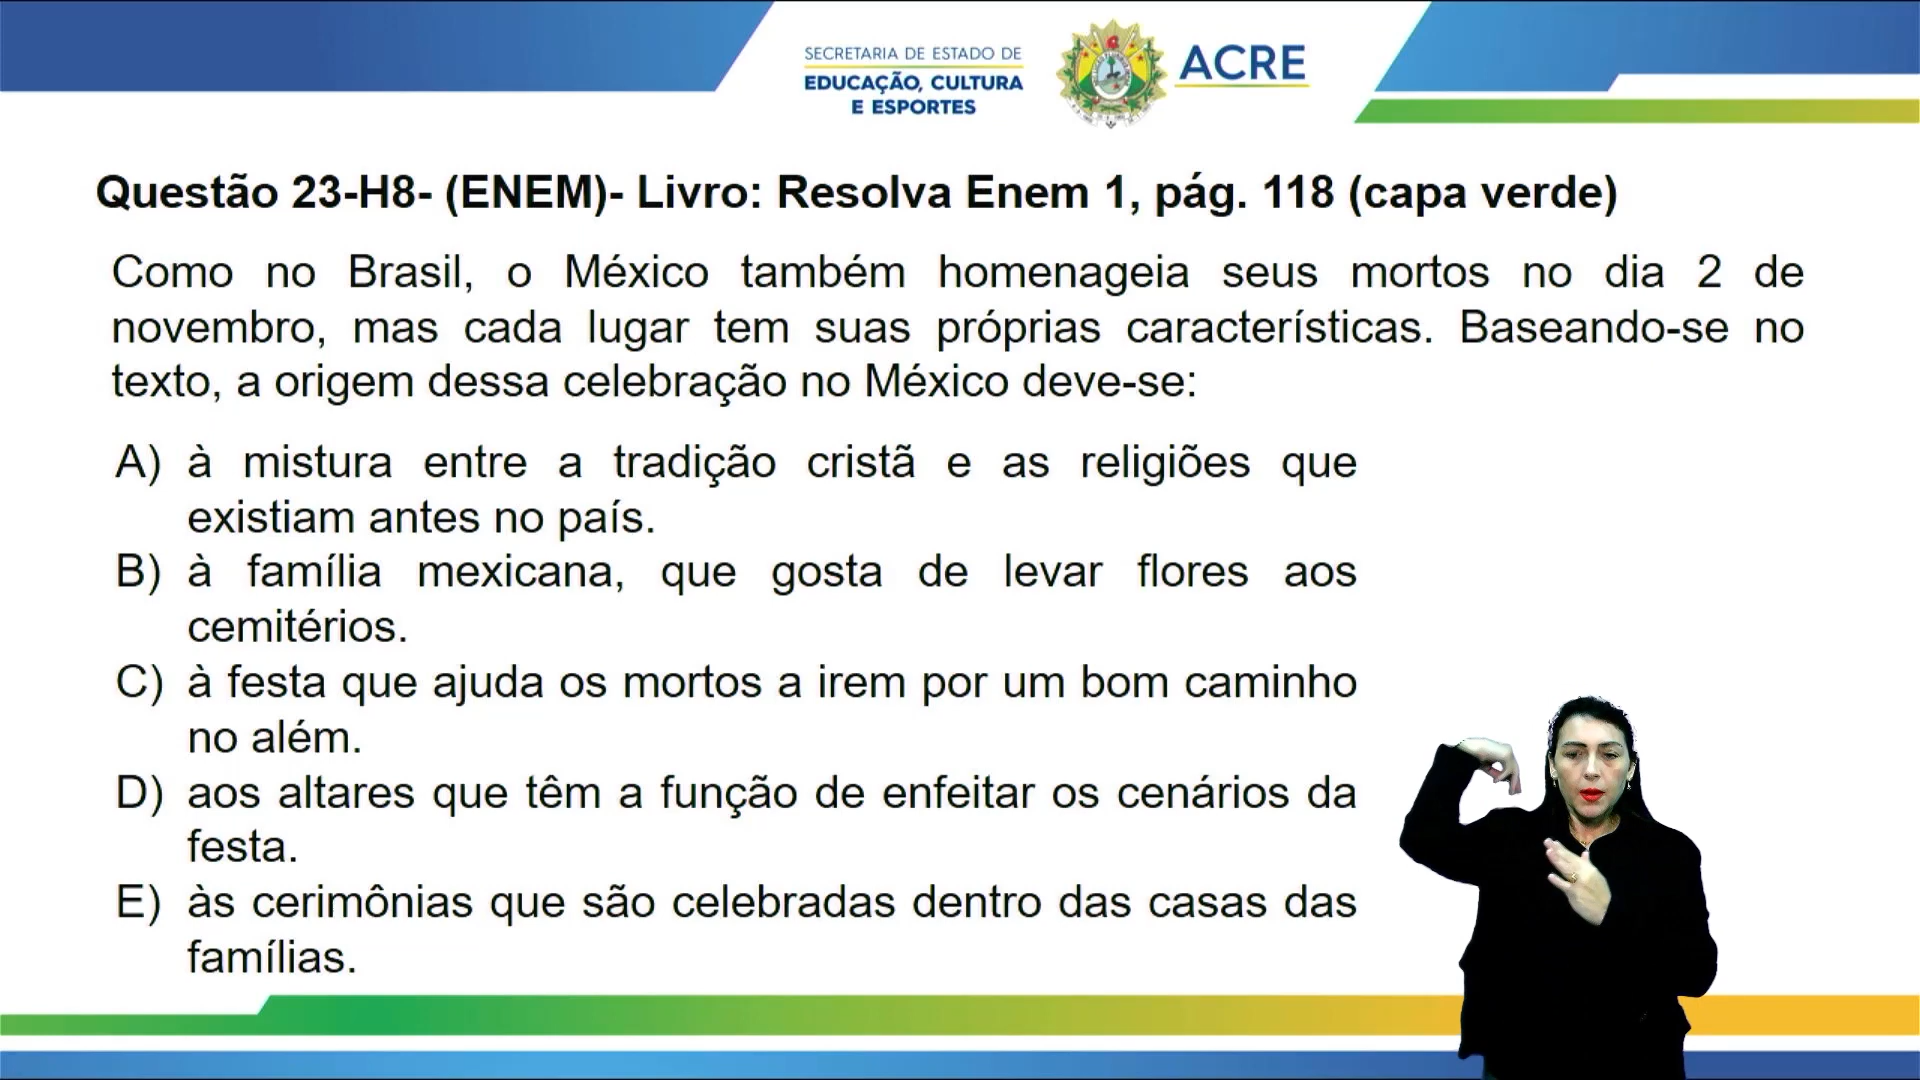 SECRETARIA DE ESTADO DE
EDUCAÇÃO, CULTURA
E ESPORTES
ACRE
Questão 23-H8- (ENEM)- Livro: Resolva Enem 1, pág. 118 (capa verde)
Como no Brasil, o México também homenageia seus mortos no dia 2 de
novembro, mas cada lugar tem suas próprias características. Baseando-se no
texto, a origem dessa celebração no México deve-se:
A) à mistura entre a tradição cristã e as religiões que
existiam antes no país.
B) à família mexicana, que gosta de levar flores aos
cemitérios.
C) à festa que ajuda os mortos a irem por um bom caminho
no além.
D) aos altares que têm a função de enfeitar os cenários da
festa.
E) às cerimônias que são celebradas dentro das casas das
famílias.